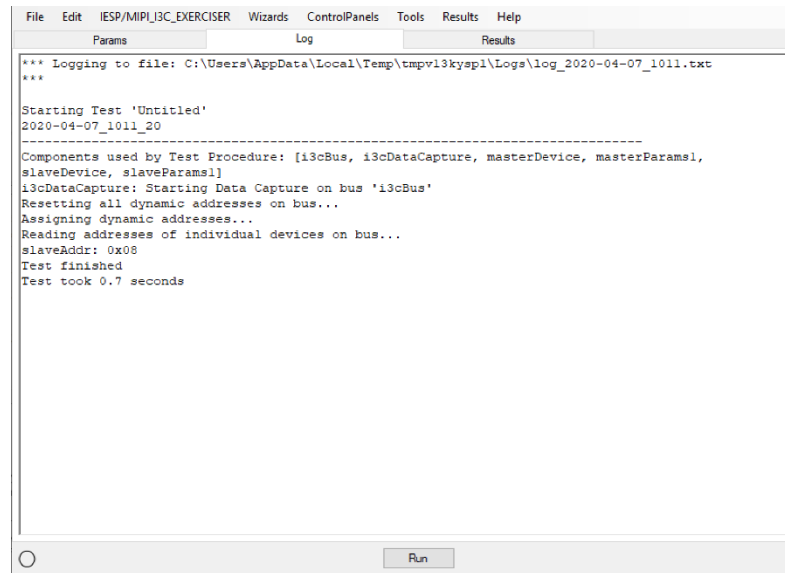 File Edit IESP/MIPI_I3C_EXERCISER Wizards ControlPanels Tools Results Help
Params Log Results
*** Logging to file: C:\Users\AppData\Local\Temp\tmpvl3kyspl\Logs\log_2020-04-07_1011.txt
***
Starting Test 'Untitled'
2020-04-07_1011_20
--------------------------------------------------------------------------------
Components used by Test Procedure: [i3cBus, i3cDataCapture, masterDevice, masterParams1,
slaveDevice, slaveParams1]
i3cDataCapture: Starting Data Capture on bus 'i3cBus'
Resetting all dynamic addresses on bus...
Assigning dynamic addresses...
Reading addresses of individual devices on bus...
slaveAddr: 0x08
Test finished
Test took 0.7 seconds
Run